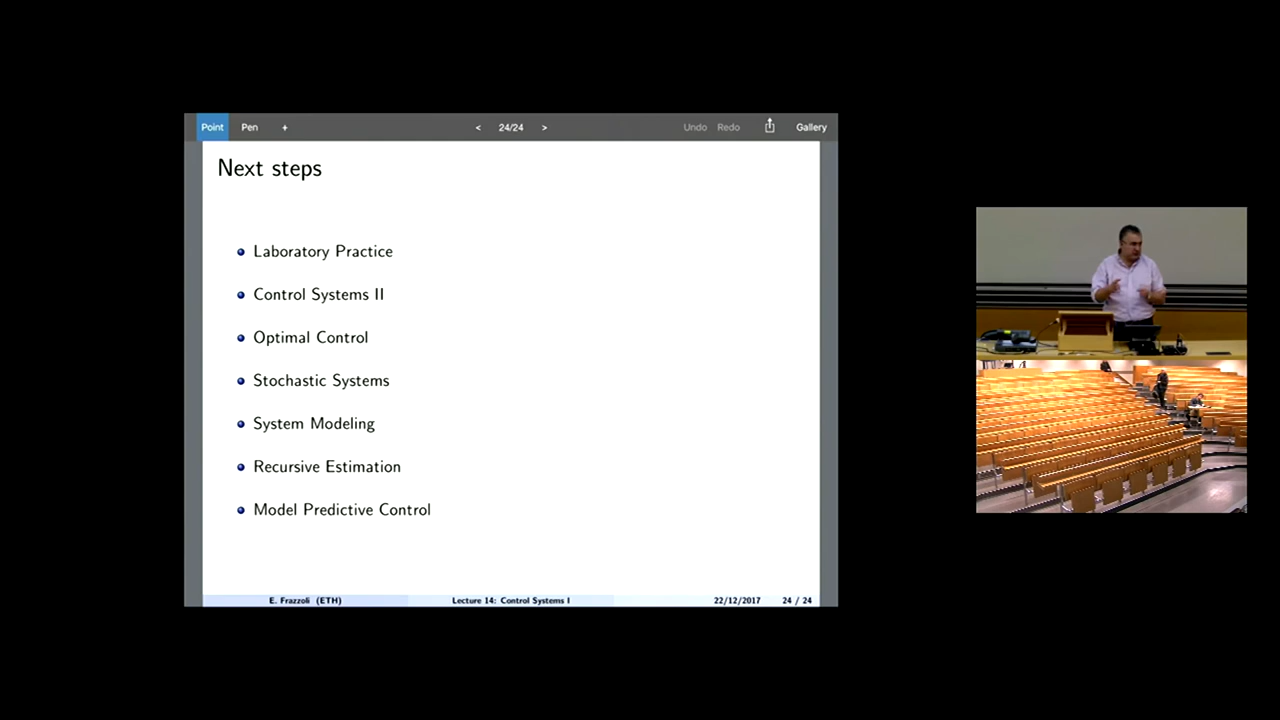 Point Pen + < 24/24 > Undo Redo Gallery
Next steps
Laboratory Practice
Control Systems II
Optimal Control
Stochastic Systems
System Modeling
Recursive Estimation
Model Predictive Control
E. Frazzoli (ETH) Lecture 14: Control Systems I 22/12/2017 24 / 24